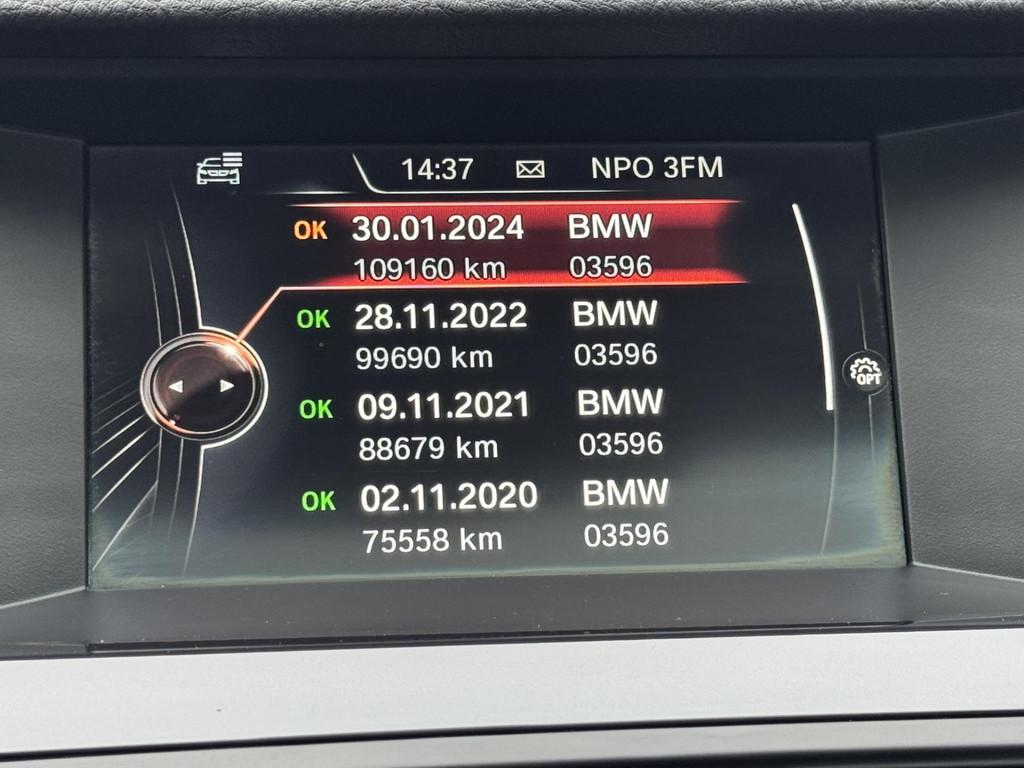 14:37 NPO 3FM
OK 30.01.2024 BMW
109160 km 03596
OK 28.11.2022 BMW
99690 km 03596
OK 09.11.2021 BMW
88679 km 03596
OPT
OK 02.11.2020 BMW
75558 km 03596